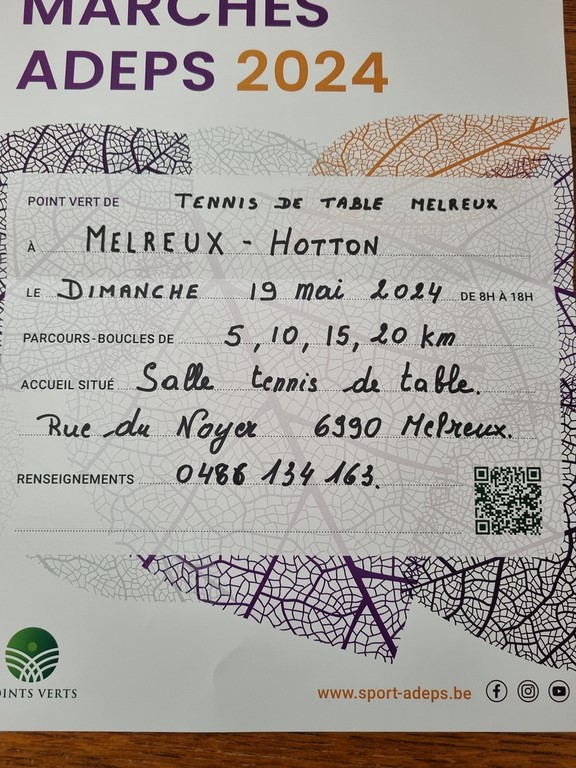 MARCHES
ADEPS 2024
POINT VERT DE TENNIS DE TABLE MELREUX
À MELREUX - HOTTON
LE DIMANCHE 19 mai 2024 DE 8H À 18H
PARCOURS-BOUCLES DE 5, 10, 15, 20 km
ACCUEIL SITUÉ Salle tennis de table.
Rue du Noyer 6990 Melreux.
RENSEIGNEMENTS 0486 134 163.
POINTS VERTS
www.sport-adeps.be